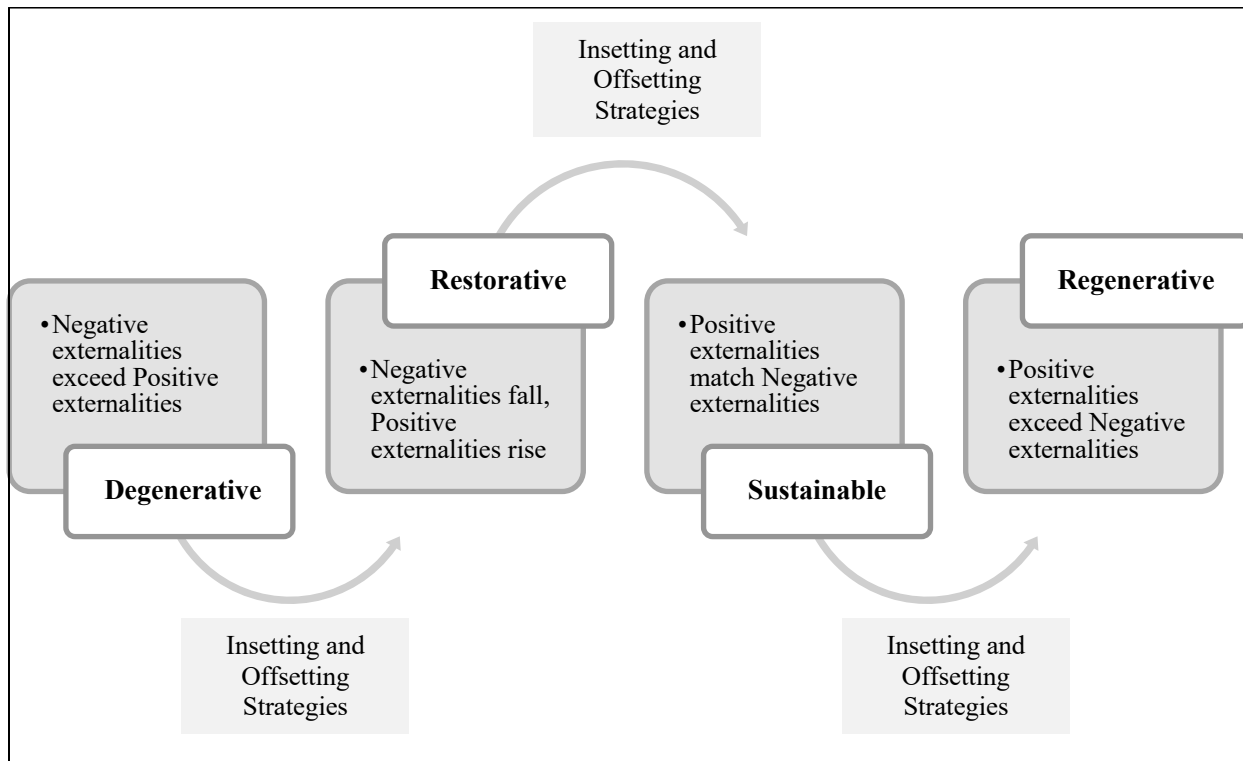 Insetting and
Offsetting
Strategies
•Negative
externalities
exceed Positive
externalities
Degenerative
Restorative
•Negative
externalities fall,
Positive
externalities rise
•Positive
externalities
match Negative
externalities
Sustainable
Regenerative
•Positive
externalities
exceed Negative
externalities
Insetting and
Offsetting
Strategies
Insetting and
Offsetting
Strategies